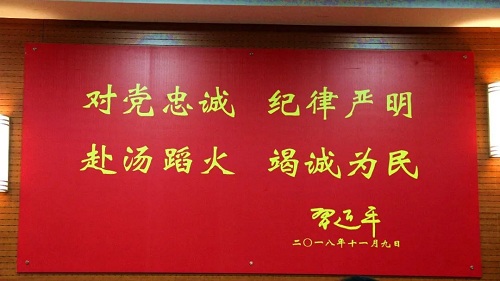 对党忠诚 纪律严明
赴汤蹈火 竭诚为民
习近平
二〇一八年十一月九日